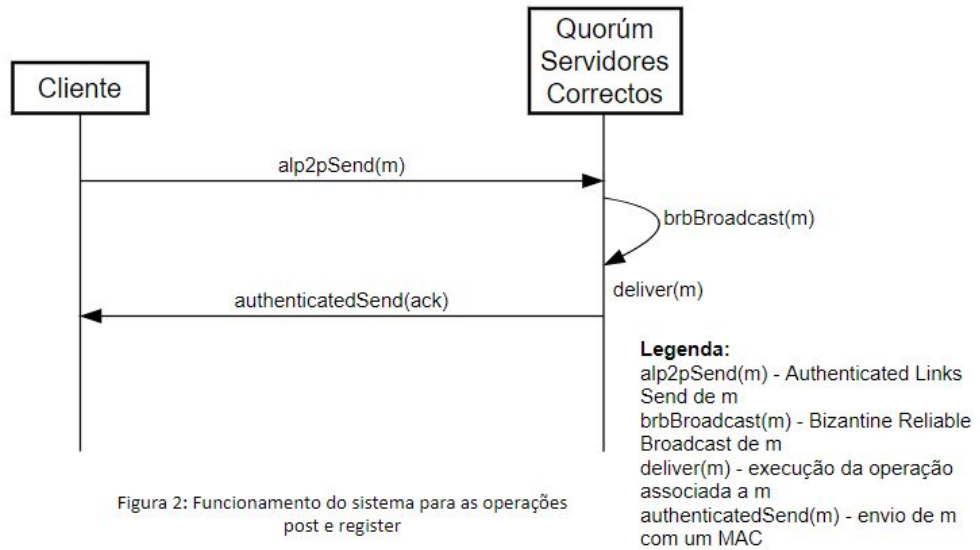 Cliente
Quorúm
Servidores
Correctos
alp2pSend(m)
brbBroadcast(m)
deliver(m)
authenticatedSend(ack)
Legenda:
alp2pSend(m) - Authenticated Links
Send de m
brbBroadcast(m) - Bizantine Reliable
Broadcast de m
deliver(m) - execução da operação
associada a m
authenticatedSend(m) - envio de m
com um MAC
Figura 2: Funcionamento do sistema para as operações
post e register